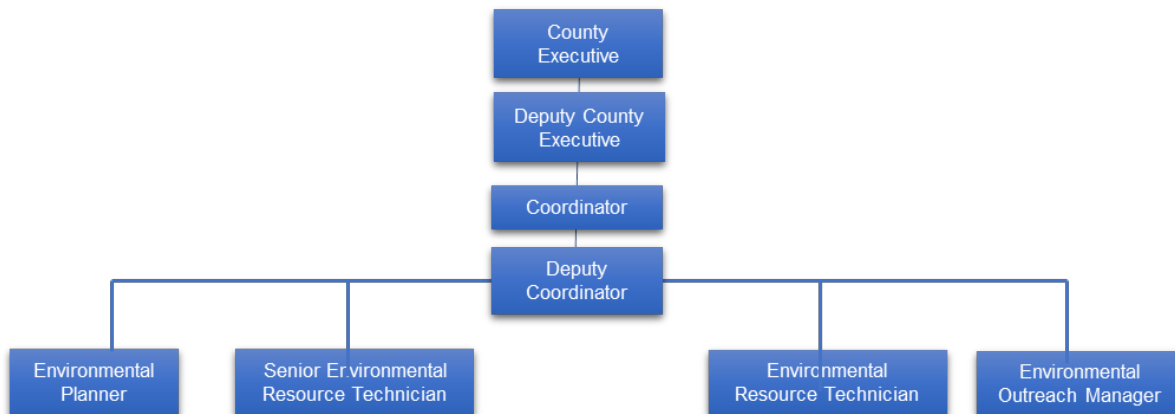 County
Executive
Deputy County
Executive
Coordinator
Deputy
Coordinator
Environmental
Planner
Senior Environmental
Resource Technician
Environmental
Resource Technician
Environmental
Outreach Manager